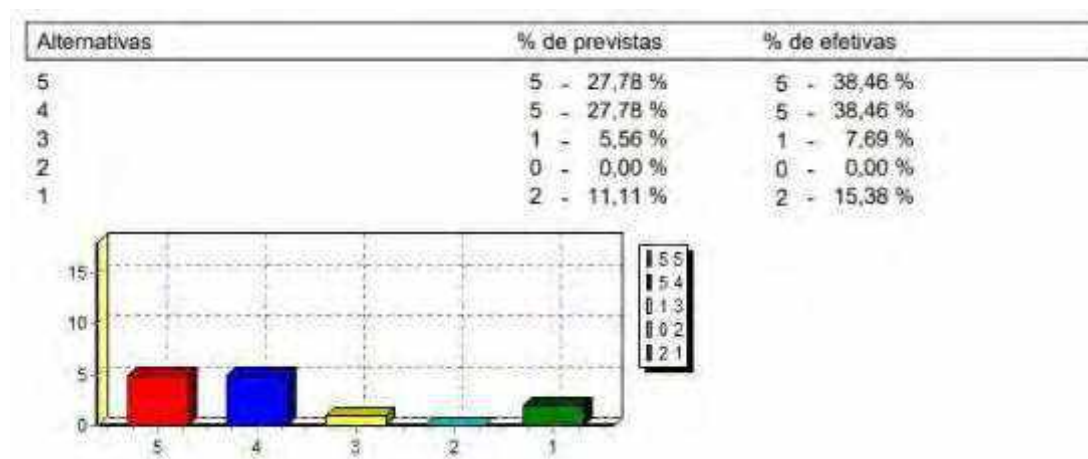 Alternativas % de previstas % de efetivas
5 5 - 27,78 % 5 - 38,46 %
4 5 - 27,78 % 5 - 38,46 %
3 1 - 5,56 % 1 - 7,69 %
2 0 - 0,00 % 0 - 0,00 %
1 2 - 11,11 % 2 - 15,38 %
15
10
5
0
5 4 3 2 1
5 5
5 4
1 3
0 2
2 1